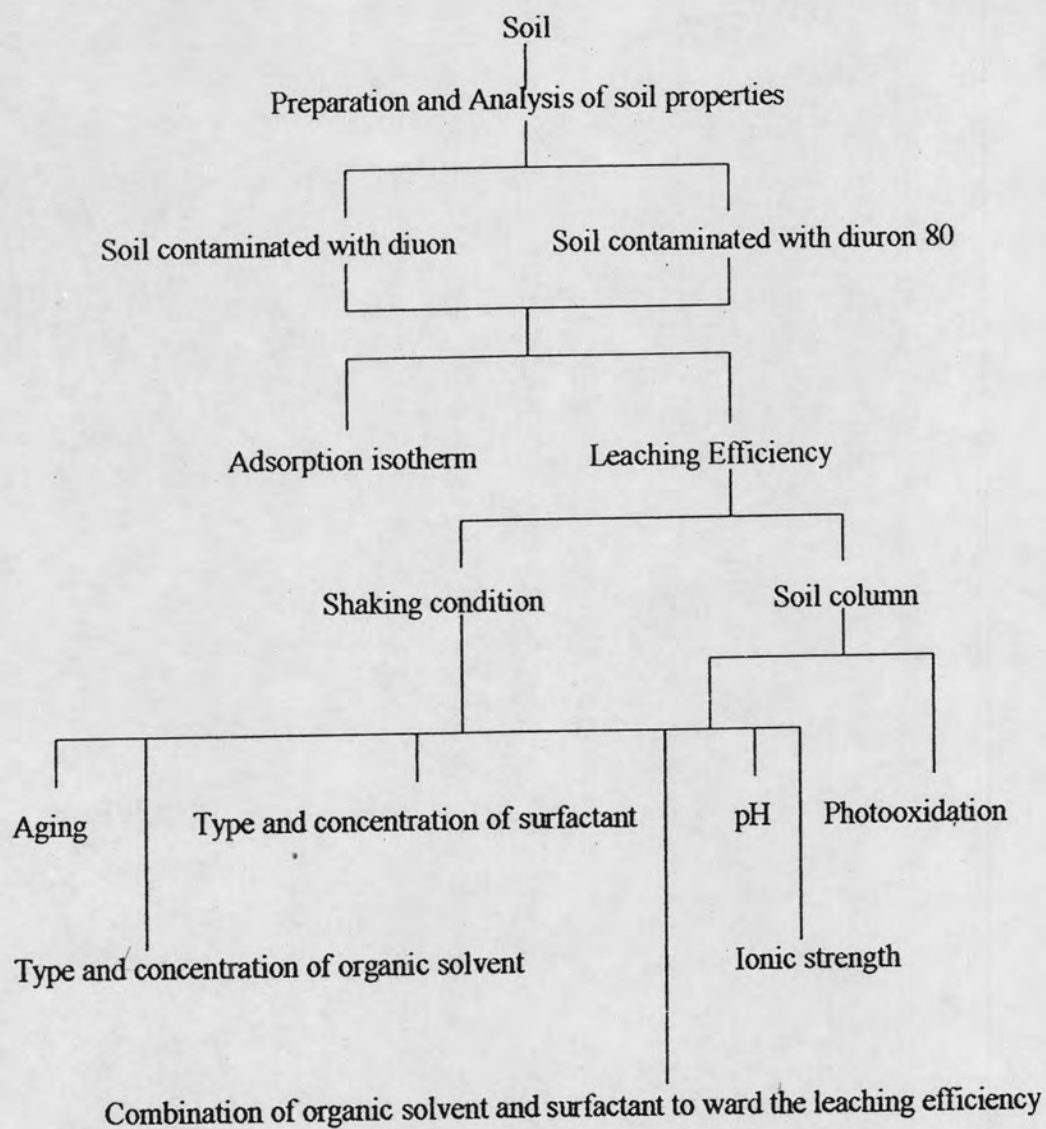 Soil
Preparation and Analysis of soil properties
Soil contaminated with diuon
Soil contaminated with diuron 80
Adsorption isotherm
Leaching Efficiency
Shaking condition
Soil column
Aging
Type and concentration of surfactant
pH
Photooxidation
Type and concentration of organic solvent
Ionic strength
Combination of organic solvent and surfactant to ward the leaching efficiency